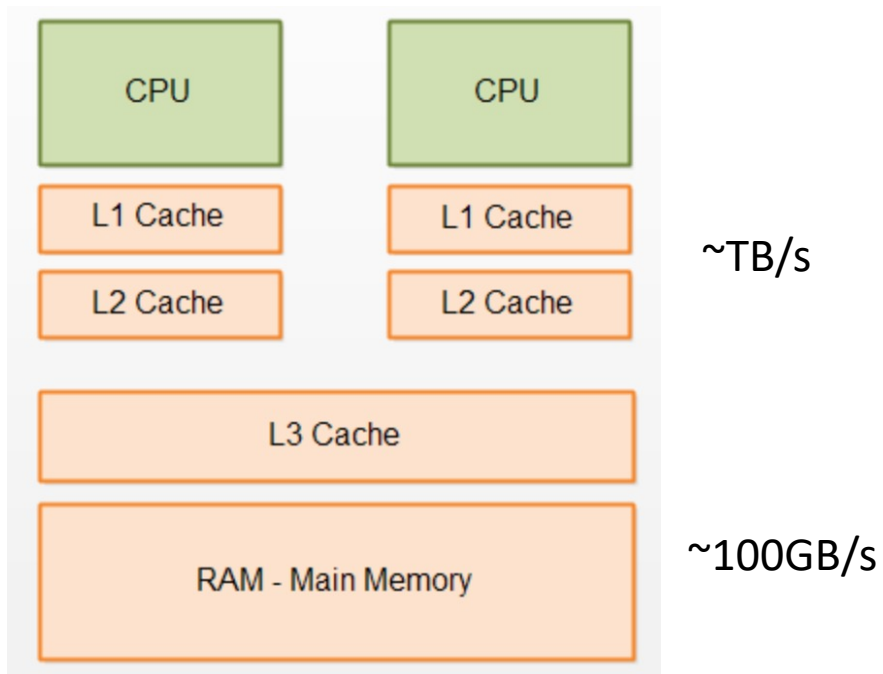 CPU
CPU
L1 Cache
L1 Cache
~TB/s
L2 Cache
L2 Cache
L3 Cache
RAM - Main Memory
~100GB/s